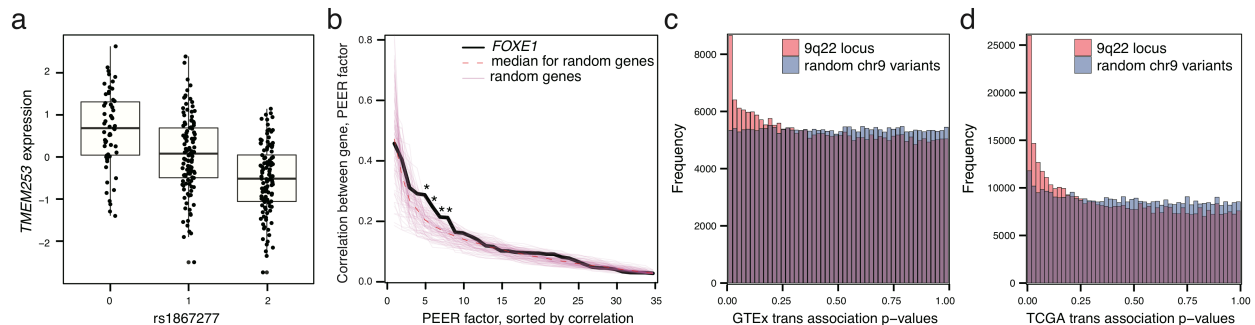 a
TMEM253 expression
2
1
0
−1
−2
0
1
2
rs1867277
b
Correlation between gene, PEER factor
0.8
0.6
0.4
0.2
0.0
FOXE1
median for random genes
random genes
*
*
**
0
5
10
15
20
25
30
35
PEER factor, sorted by correlation
c
Frequency
8000
6000
4000
2000
0
9q22 locus
random chr9 variants
0.00
0.25
0.50
0.75
1.00
GTEx trans association p−values
d
Frequency
25000
20000
15000
10000
5000
0
9q22 locus
random chr9 variants
0.00
0.25
0.50
0.75
1.00
TCGA trans association p−values